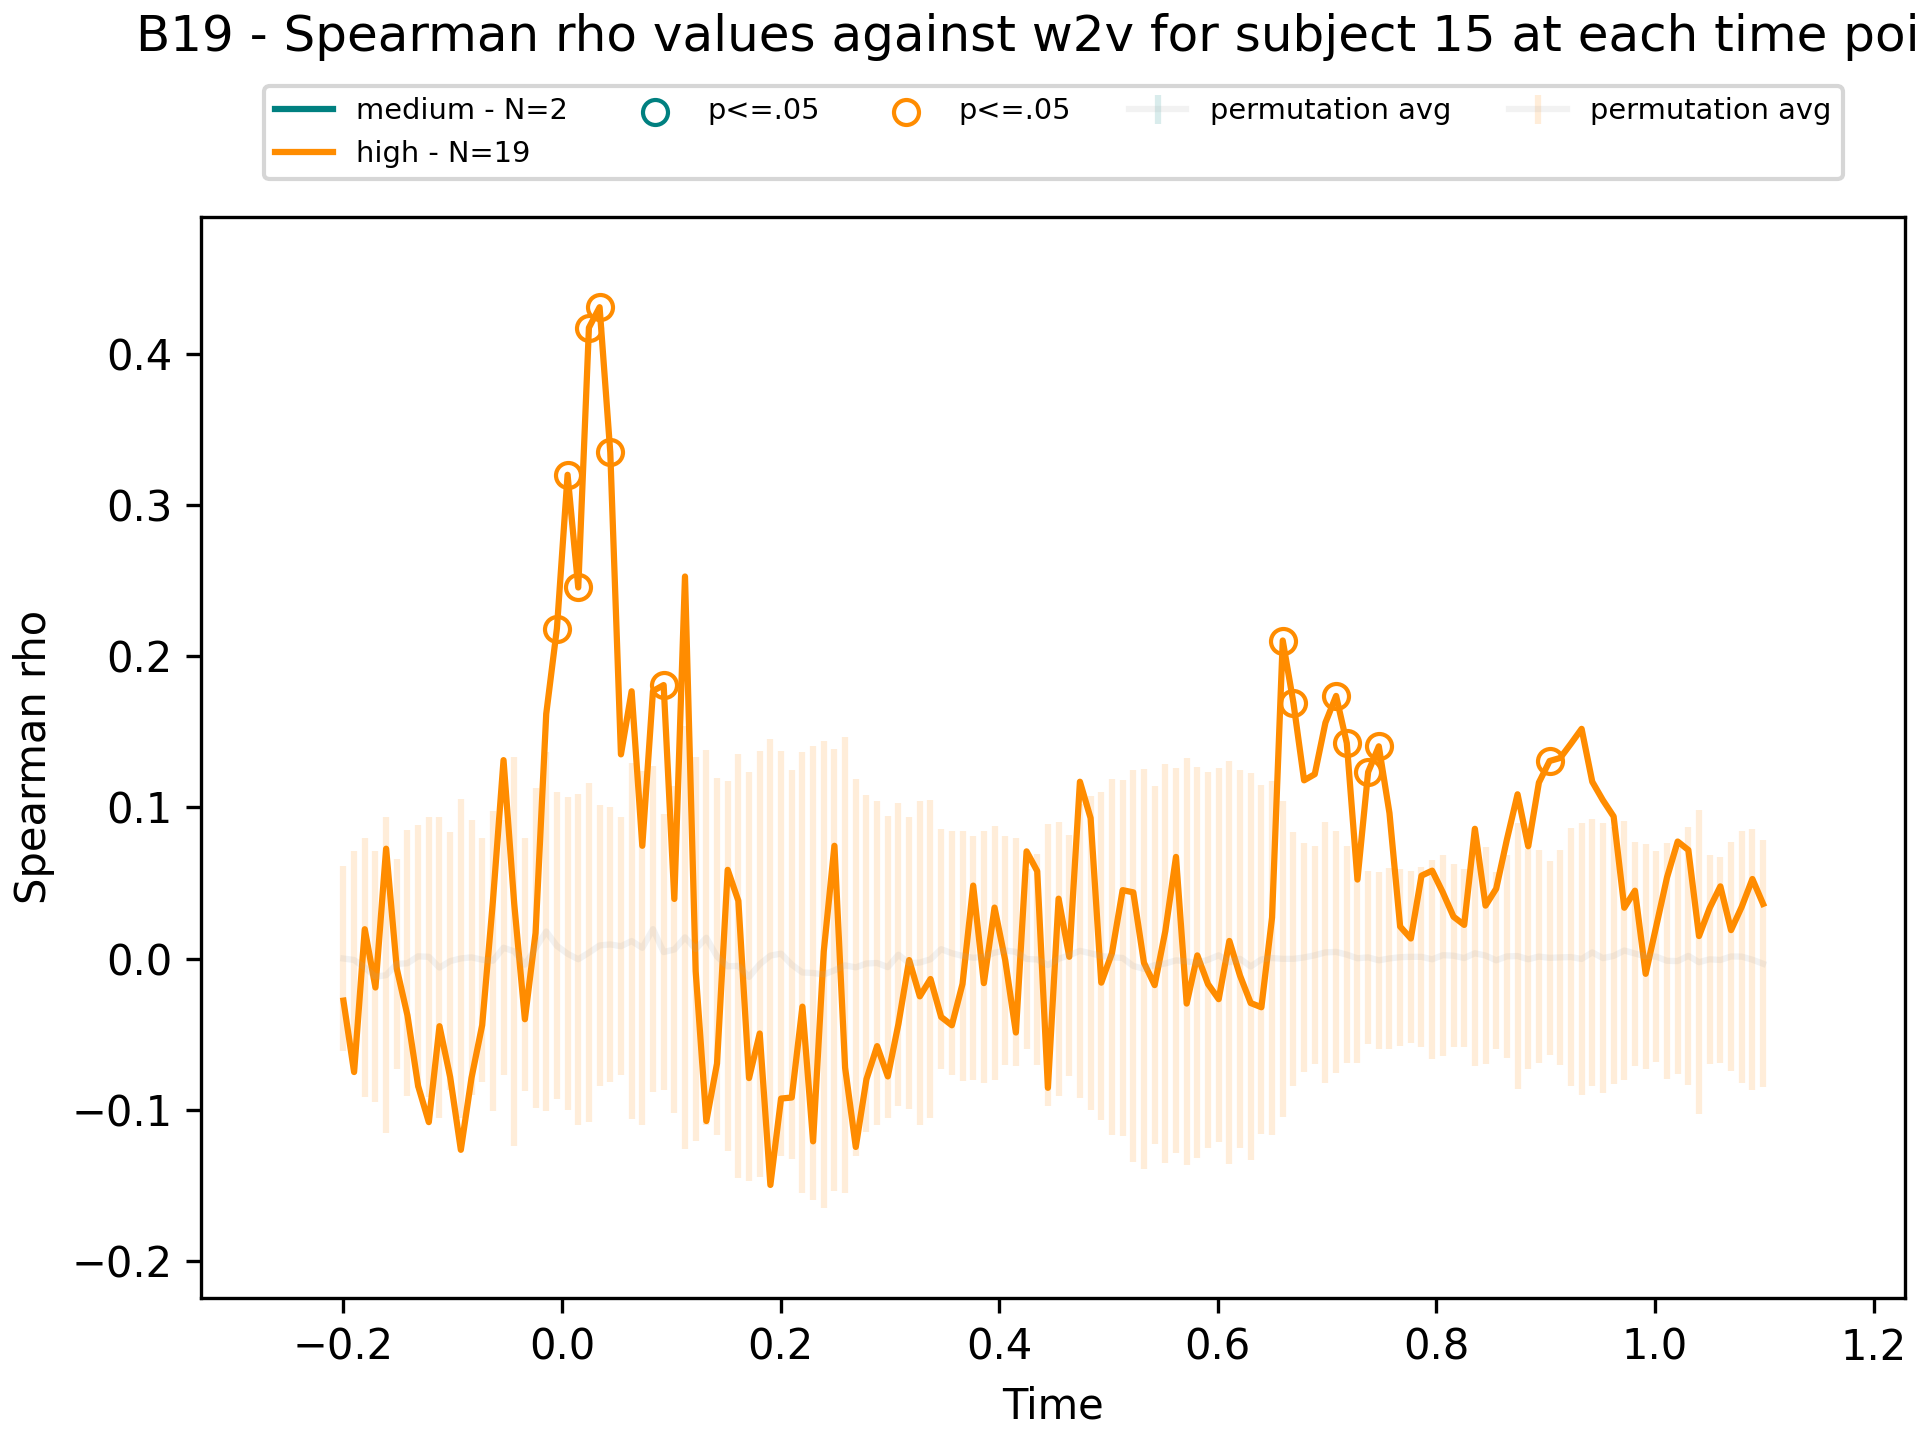 B19 - Spearman rho values against w2v for subject 15 at each time poi
medium - N=2
high - N=19
p<=.05
p<=.05
permutation avg
permutation avg
Spearman rho
0.4
0.3
0.2
0.1
0.0
−0.1
−0.2
−0.2
0.0
0.2
0.4
0.6
0.8
1.0
1.2
Time